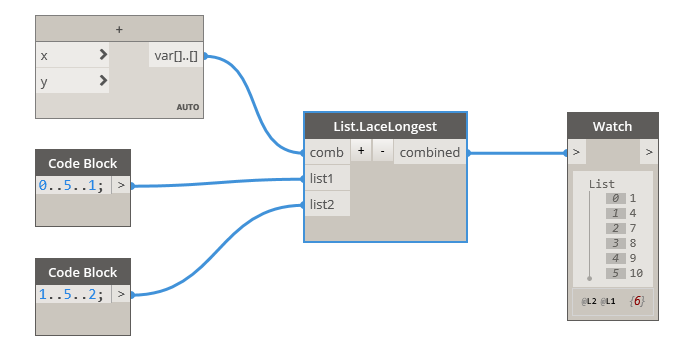 +
x > var[]..[]
y >
AUTO
Code Block
0..5..1; >
Code Block
1..5..2; >
List.LaceLongest
comb + - combined
list1
list2
Watch
> >
List
0 1
1 4
2 7
3 8
4 9
5 10
@L2 @L1 {6}